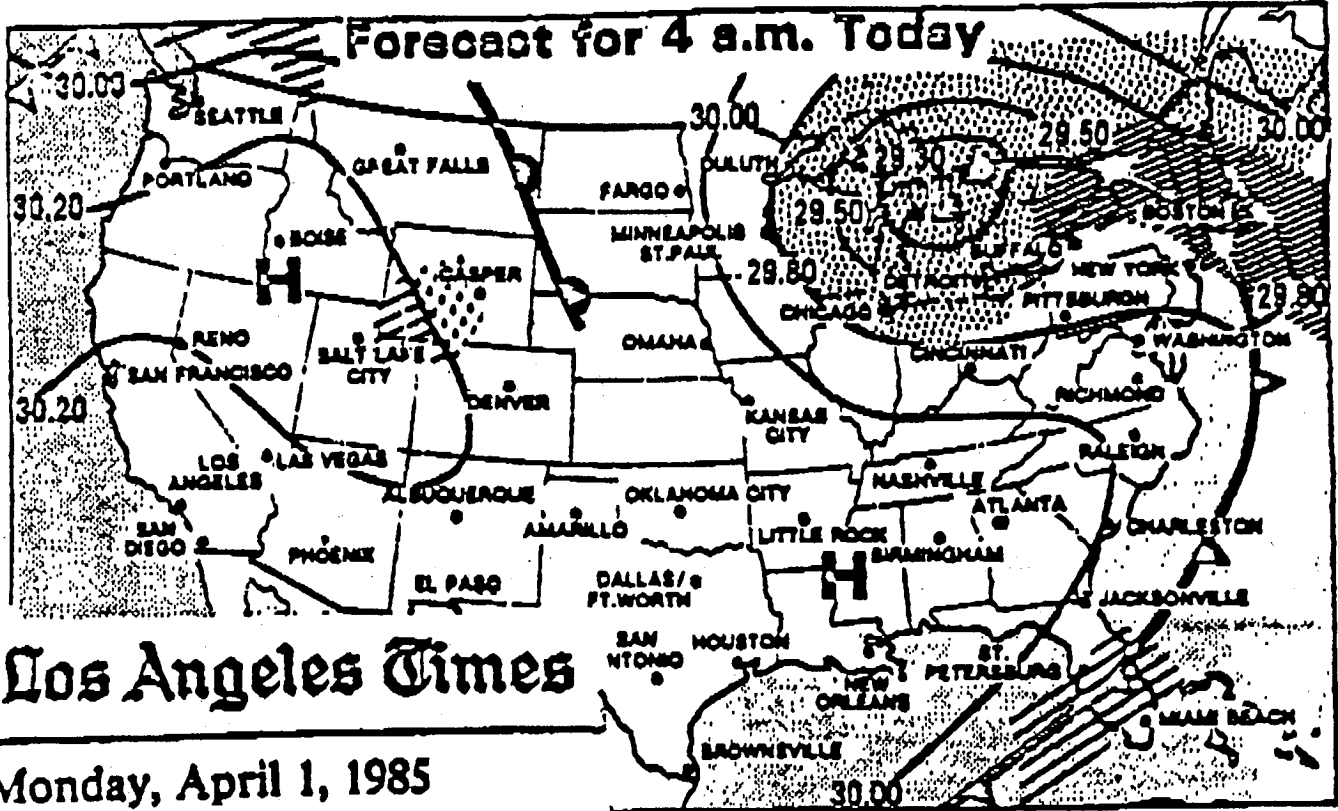 Forecast for 4 a.m. Today
30.00
SEATTLE
30.00
29.50
30.00
GREAT FALLS
DULUTH
29.30
PORTLAND
FARGO
30.20
29.50
BOSTON
BOISE
MINNEAPOLIS
ST. PAUL
L
BUFFALO
H
CASPER
29.80
DETROIT
NEW YORK
CHICAGO
PITTSBURGH
RENO
SALT LAKE
CITY
OMAHA
CINCINNATI
WASHINGTON
SAN FRANCISCO
30.20
DENVER
KANSAS
CITY
RICHMOND
LOS
ANGELES
LAS VEGAS
RALEIGH
ALBUQUERQUE
OKLAHOMA CITY
NASHVILLE
ATLANTA
SAN
DIEGO
PHOENIX
AMARILLO
LITTLE ROCK
BIRMINGHAM
CHARLESTON
EL PASO
DALLAS/
FT. WORTH
H
JACKSONVILLE
SAN
NTONIO
HOUSTON
ST.
PETERSBURG
NEW
ORLEANS
MIAMI BEACH
BROWNSVILLE
30.00
Los Angeles Times
Monday, April 1, 1985